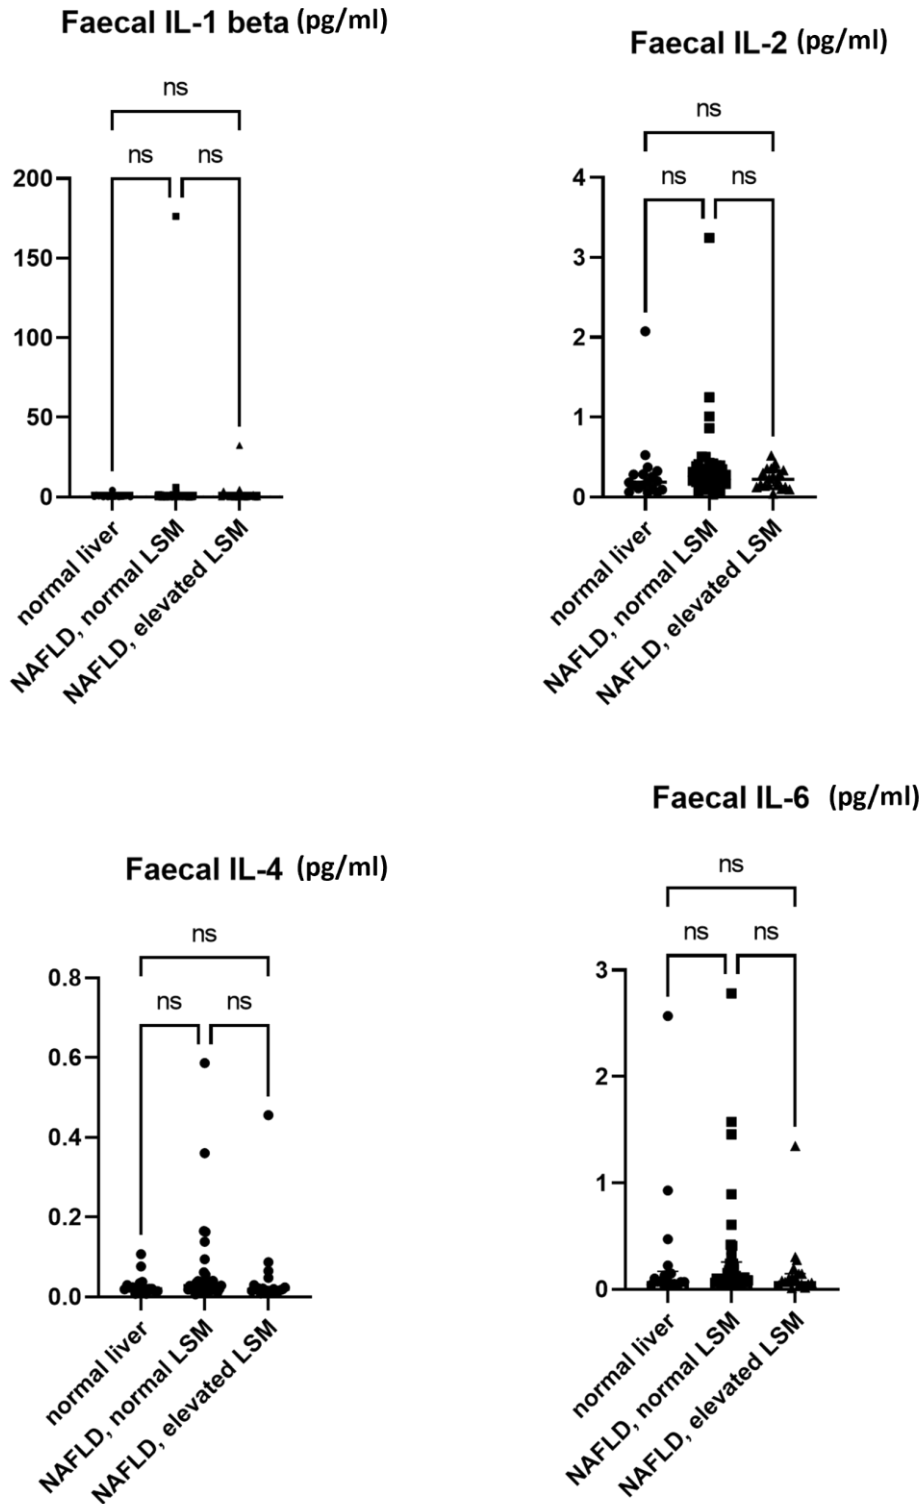 Faecal IL-1 beta (pg/ml)
ns
ns ns
200
150
100
50
0
normal liver
NAFLD, normal LSM
NAFLD, elevated LSM
Faecal IL-2 (pg/ml)
ns
ns ns
4
3
2
1
0
normal liver
NAFLD, normal LSM
NAFLD, elevated LSM
Faecal IL-4 (pg/ml)
ns
ns ns
0.8
0.6
0.4
0.2
0.0
normal liver
NAFLD, normal LSM
NAFLD, elevated LSM
Faecal IL-6 (pg/ml)
ns
ns ns
3
2
1
0
normal liver
NAFLD, normal LSM
NAFLD, elevated LSM